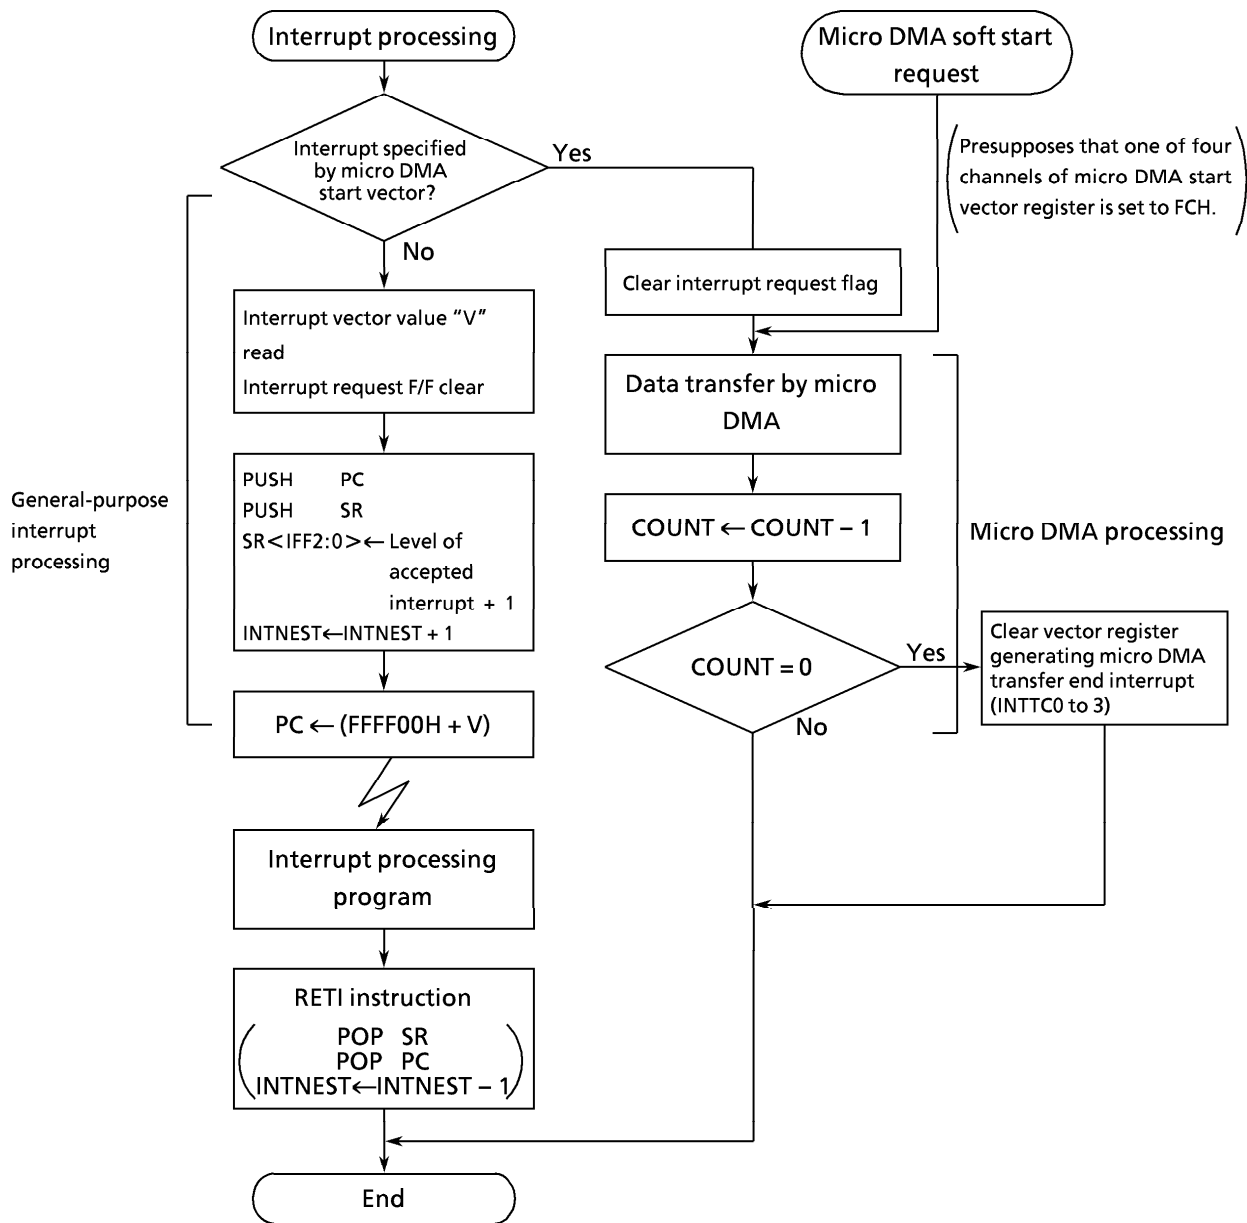 Interrupt processing
Micro DMA soft start
request
Interrupt specified
by micro DMA
start vector?
Yes
No
(Presupposes that one of four
channels of micro DMA start
vector register is set to FCH.)
Clear interrupt request flag
Interrupt vector value “V”
read
Interrupt request F/F clear
Data transfer by micro
DMA
General-purpose
interrupt
processing
PUSH PC
PUSH SR
SR<IFF2:0>← Level of
accepted
interrupt + 1
INTNEST←INTNEST + 1
COUNT ← COUNT – 1
Micro DMA processing
COUNT = 0
Yes
No
Clear vector register
generating micro DMA
transfer end interrupt
(INTTC0 to 3)
PC ← (FFFF00H + V)
Interrupt processing
program
RETI instruction
(POP SR
POP PC
INTNEST←INTNEST – 1)
End